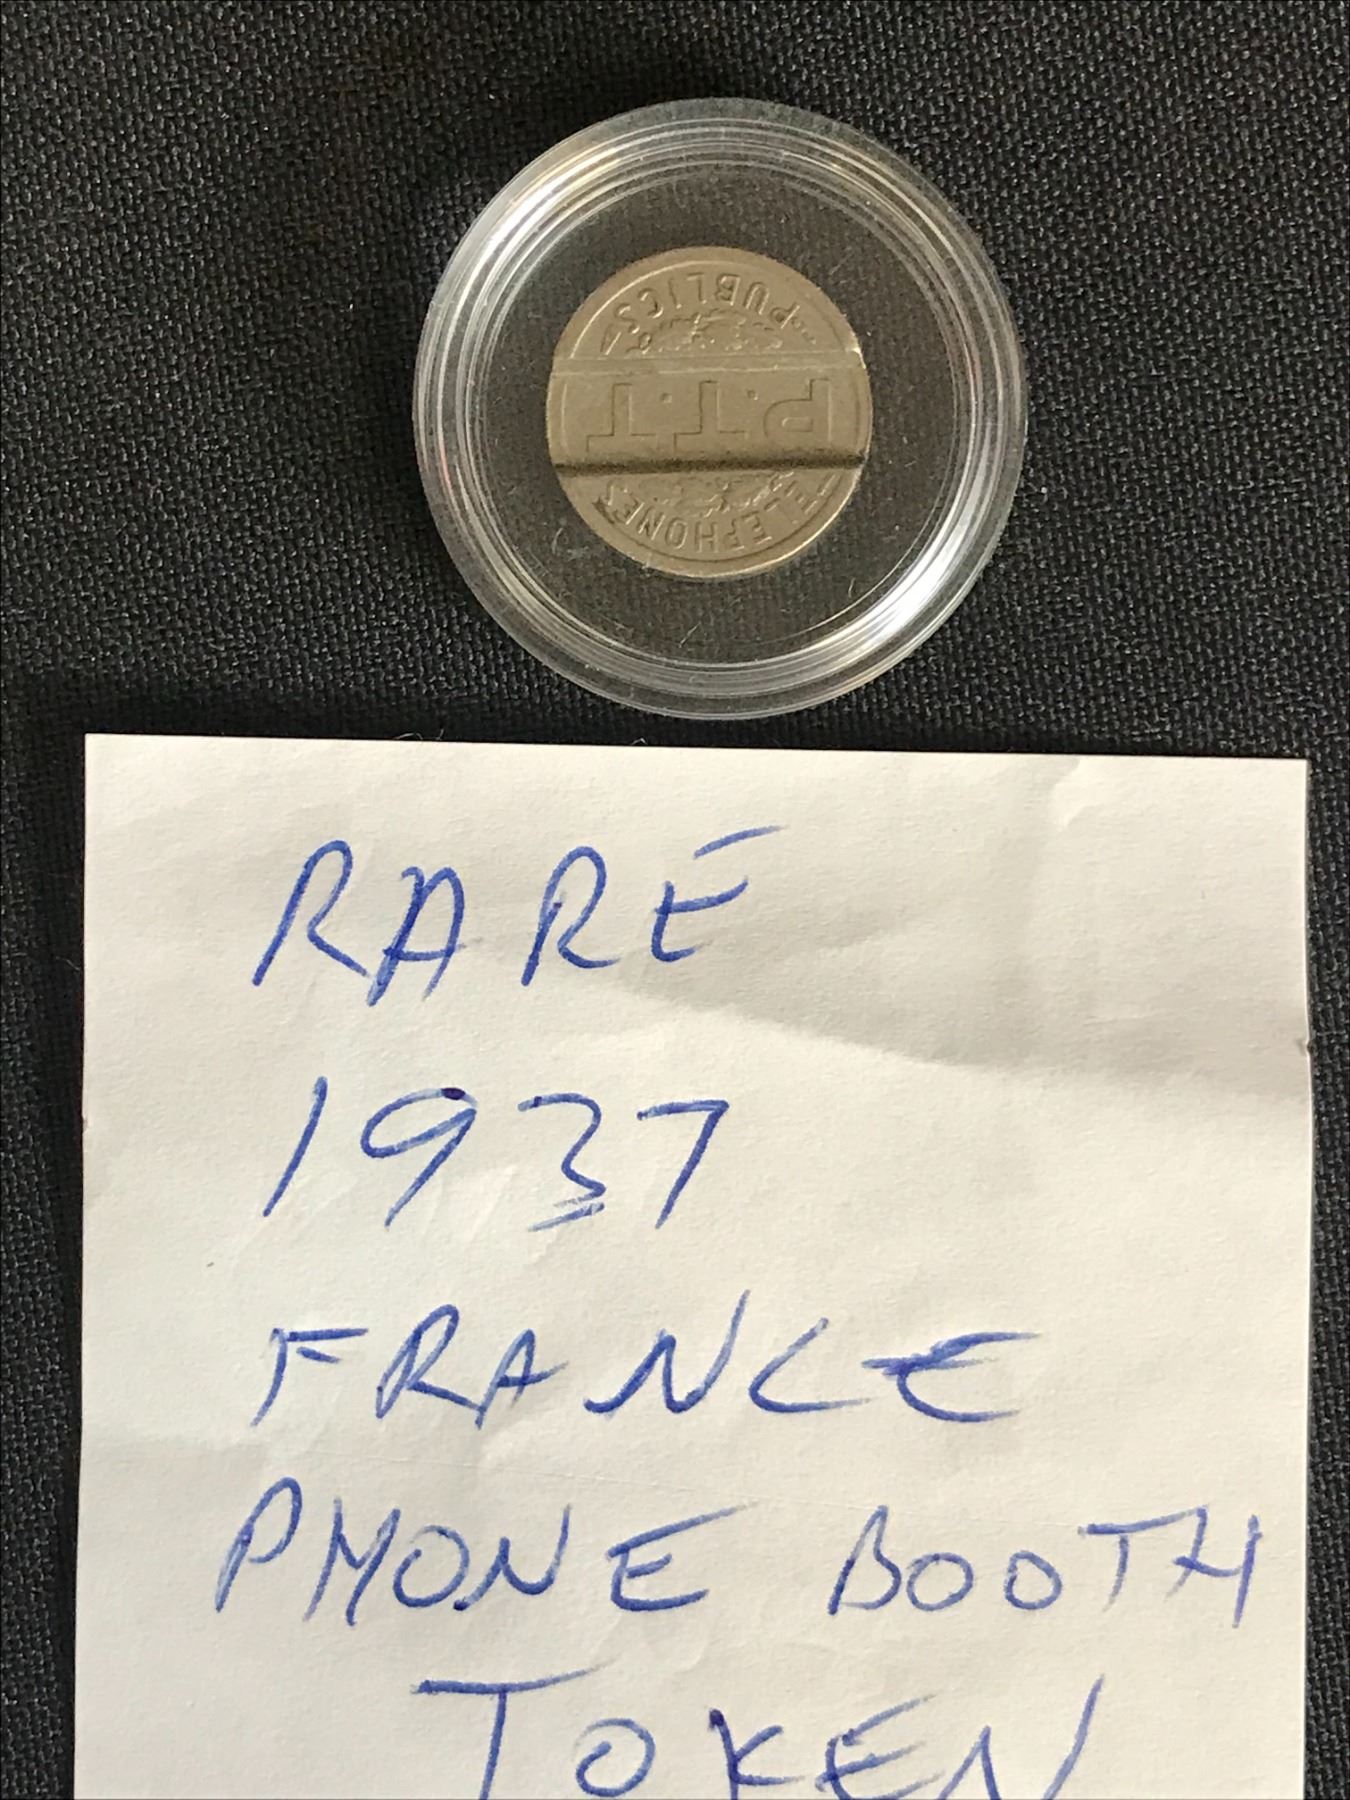 TELEPHONES
P.T.T
PUBLICS
RARE
1937
FRANCE
PHONE BOOTH
TOKEN